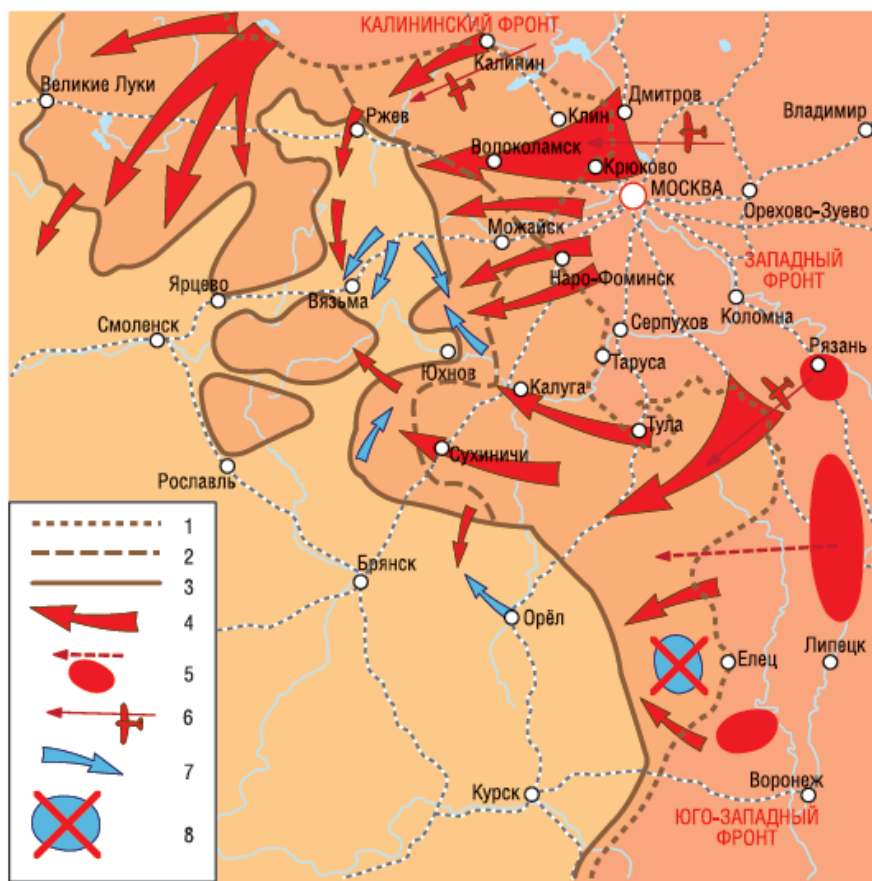 КАЛИНИНСКИЙ ФРОНТ
Калинин
Великие Луки
Дмитров
Клин
Владимир
Ржев
Волоколамск
Крюково
МОСКВА
Орехово-Зуево
Можайск
ЗАПАДНЫЙ
ФРОНТ
Наро-Фоминск
Ярцево
Вязьма
Коломна
Смоленск
Серпухов
Рязань
Юхнов
Таруса
Калуга
Тула
Сухиничи
Рославль
Брянск
Орёл
Елец
Липецк
Курск
Воронеж
ЮГО-ЗАПАДНЫЙ
ФРОНТ
1
2
3
4
5
6
7
8